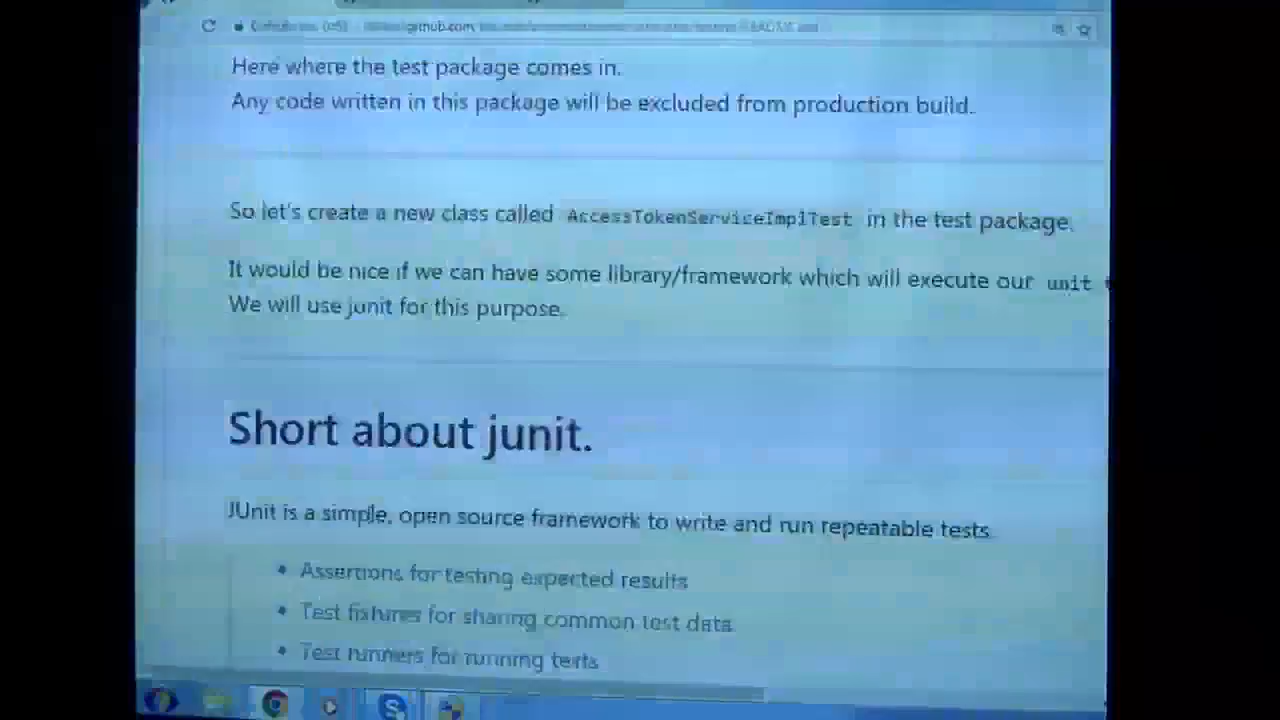 github.com
Here where the test package comes in.
Any code written in this package will be excluded from production build.
So let's create a new class called AccessTokenServiceImplTest in the test package.
It would be nice if we can have some library/framework which will execute our unit
We will use junit for this purpose.
Short about junit.
JUnit is a simple, open source framework to write and run repeatable tests.
• Assertions for testing expected results
• Test fixtures for sharing common test data
• Test runners for running tests